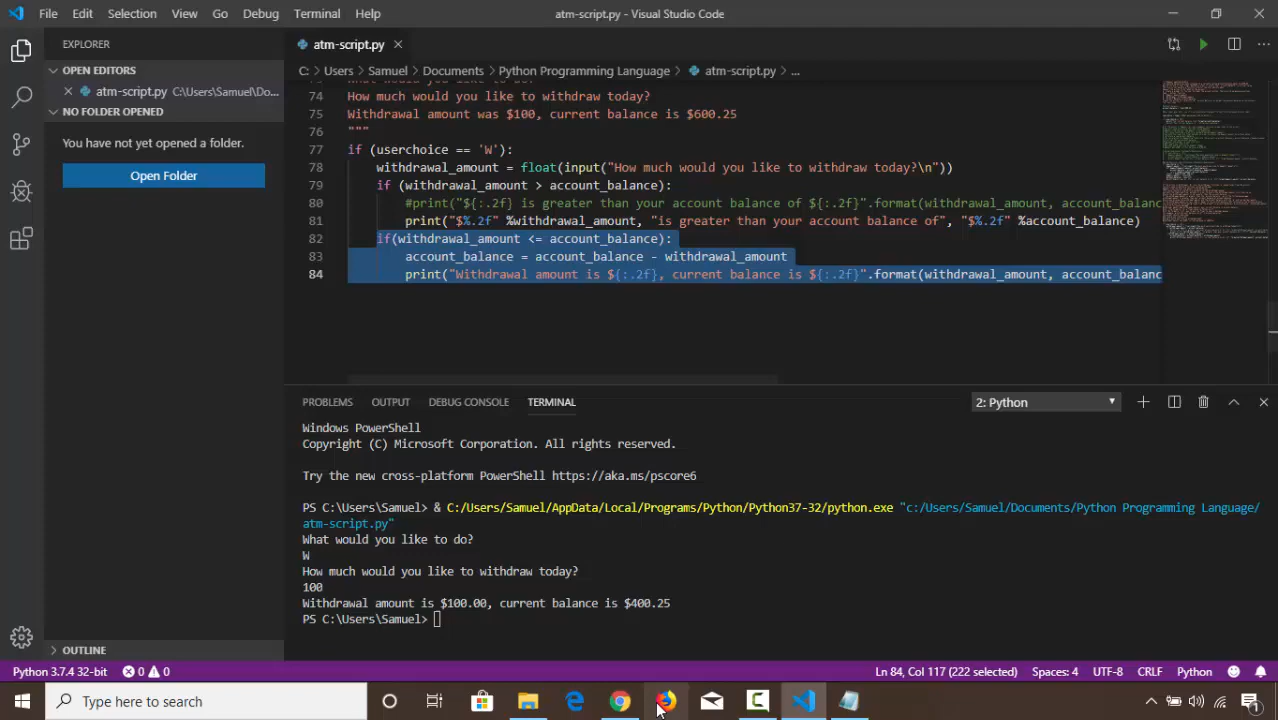 File Edit Selection View Go Debug Terminal Help
atm-script.py - Visual Studio Code
EXPLORER
atm-script.py ×
OPEN EDITORS
× atm-script.py C:\Users\Samuel\Do...
NO FOLDER OPENED
You have not yet opened a folder.
Open Folder
OUTLINE
C: > Users > Samuel > Documents > Python Programming Language > atm-script.py > ...
74 How much would you like to withdraw today?
75 Withdrawal amount was $100, current balance is $600.25
76 """
77 if (userchoice == 'W'):
78 withdrawal_amount = float(input("How much would you like to withdraw today?\n"))
79 if (withdrawal_amount > account_balance):
80 #print("${:.2f} is greater than your account balance of ${:.2f}".format(withdrawal_amount, account_balanc
81 print("$%.2f" %withdrawal_amount, "is greater than your account balance of", "$%.2f" %account_balance)
82 if(withdrawal_amount <= account_balance):
83 account_balance = account_balance - withdrawal_amount
84 print("Withdrawal amount is ${:.2f}, current balance is ${:.2f}".format(withdrawal_amount, account_balanc
PROBLEMS OUTPUT DEBUG CONSOLE TERMINAL
2: Python
Windows PowerShell
Copyright (C) Microsoft Corporation. All rights reserved.
Try the new cross-platform PowerShell https://aka.ms/pscore6
PS C:\Users\Samuel> & C:/Users/Samuel/AppData/Local/Programs/Python/Python37-32/python.exe "c:/Users/Samuel/Documents/Python Programming Language/
atm-script.py"
What would you like to do?
W
How much would you like to withdraw today?
100
Withdrawal amount is $100.00, current balance is $400.25
PS C:\Users\Samuel>
Python 3.7.4 32-bit 0 0
Ln 84, Col 117 (222 selected) Spaces: 4 UTF-8 CRLF Python
Type here to search
1